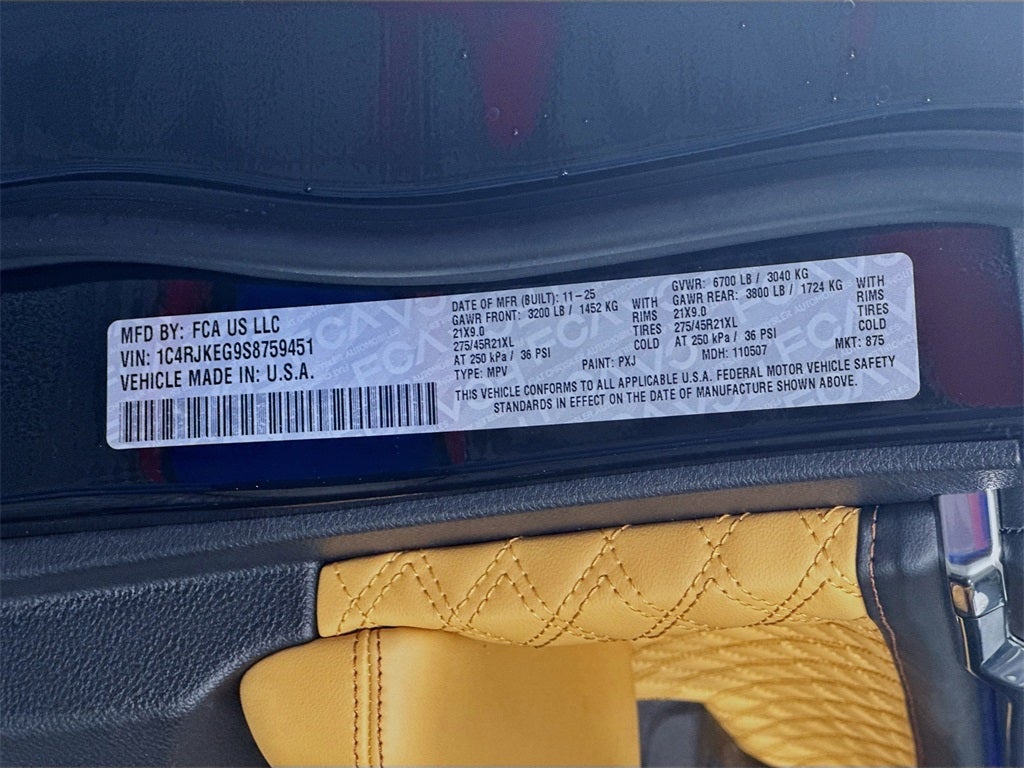 MFD BY: FCA US LLC
VIN: 1C4RJKEG9S8759451
VEHICLE MADE IN: U.S.A.
DATE OF MFR (BUILT): 11-25 GVWR: 6700 LB / 3040 KG
GAWR FRONT: 3200 LB / 1452 KG WITH GAWR REAR: 3800 LB / 1724 KG WITH
21X9.0 RIMS 21X9.0 RIMS
275/45R21XL TIRES 275/45R21XL TIRES
AT 250 kPa / 36 PSI COLD AT 250 kPa / 36 PSI COLD
TYPE: MPV PAINT: PXJ MDH: 110507 MKT: 875
THIS VEHICLE CONFORMS TO ALL APPLICABLE U.S.A. FEDERAL MOTOR VEHICLE SAFETY
STANDARDS IN EFFECT ON THE DATE OF MANUFACTURE SHOWN ABOVE.